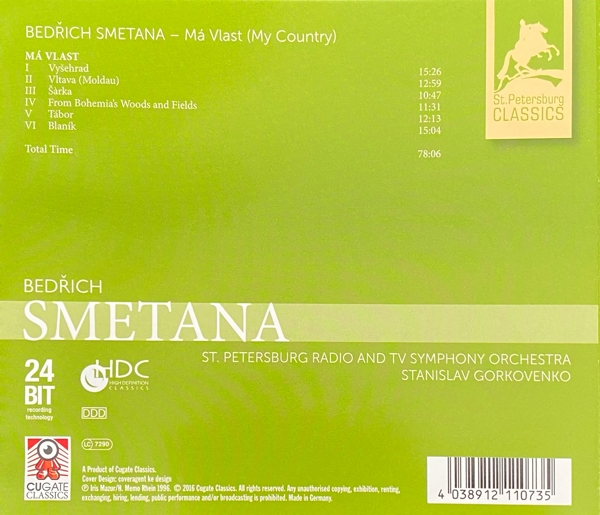 BEDŘICH SMETANA – Má Vlast (My Country)
MÁ VLAST
I Vyšehrad 15:26
II Vltava (Moldau) 12:59
III Šàrka 10:47
IV From Bohemia's Woods and Fields 11:31
V Tábor 12:13
VI Blaník 15:04
Total Time 78:06
St. Petersburg
CLASSICS
BEDŘICH
SMETANA
ST. PETERSBURG RADIO AND TV SYMPHONY ORCHESTRA
STANISLAV GORKOVENKO
24
BIT
recording
technology
HDC
HIGH DEFINITION
CLASSICS
DDD
LC 7290
CUGATE
CLASSICS
A Product of Cugate Classics.
Cover Design: coveragent ke design
℗ Iris Mazur/H. Memo Rhein 1996. © 2016 Cugate Classics. All rights reserved. Any unauthorised copying, exhibition, renting,
exchanging, hiring, lending, public performance and/or broadcasting is prohibited. Made in Germany.
4 038912 110735